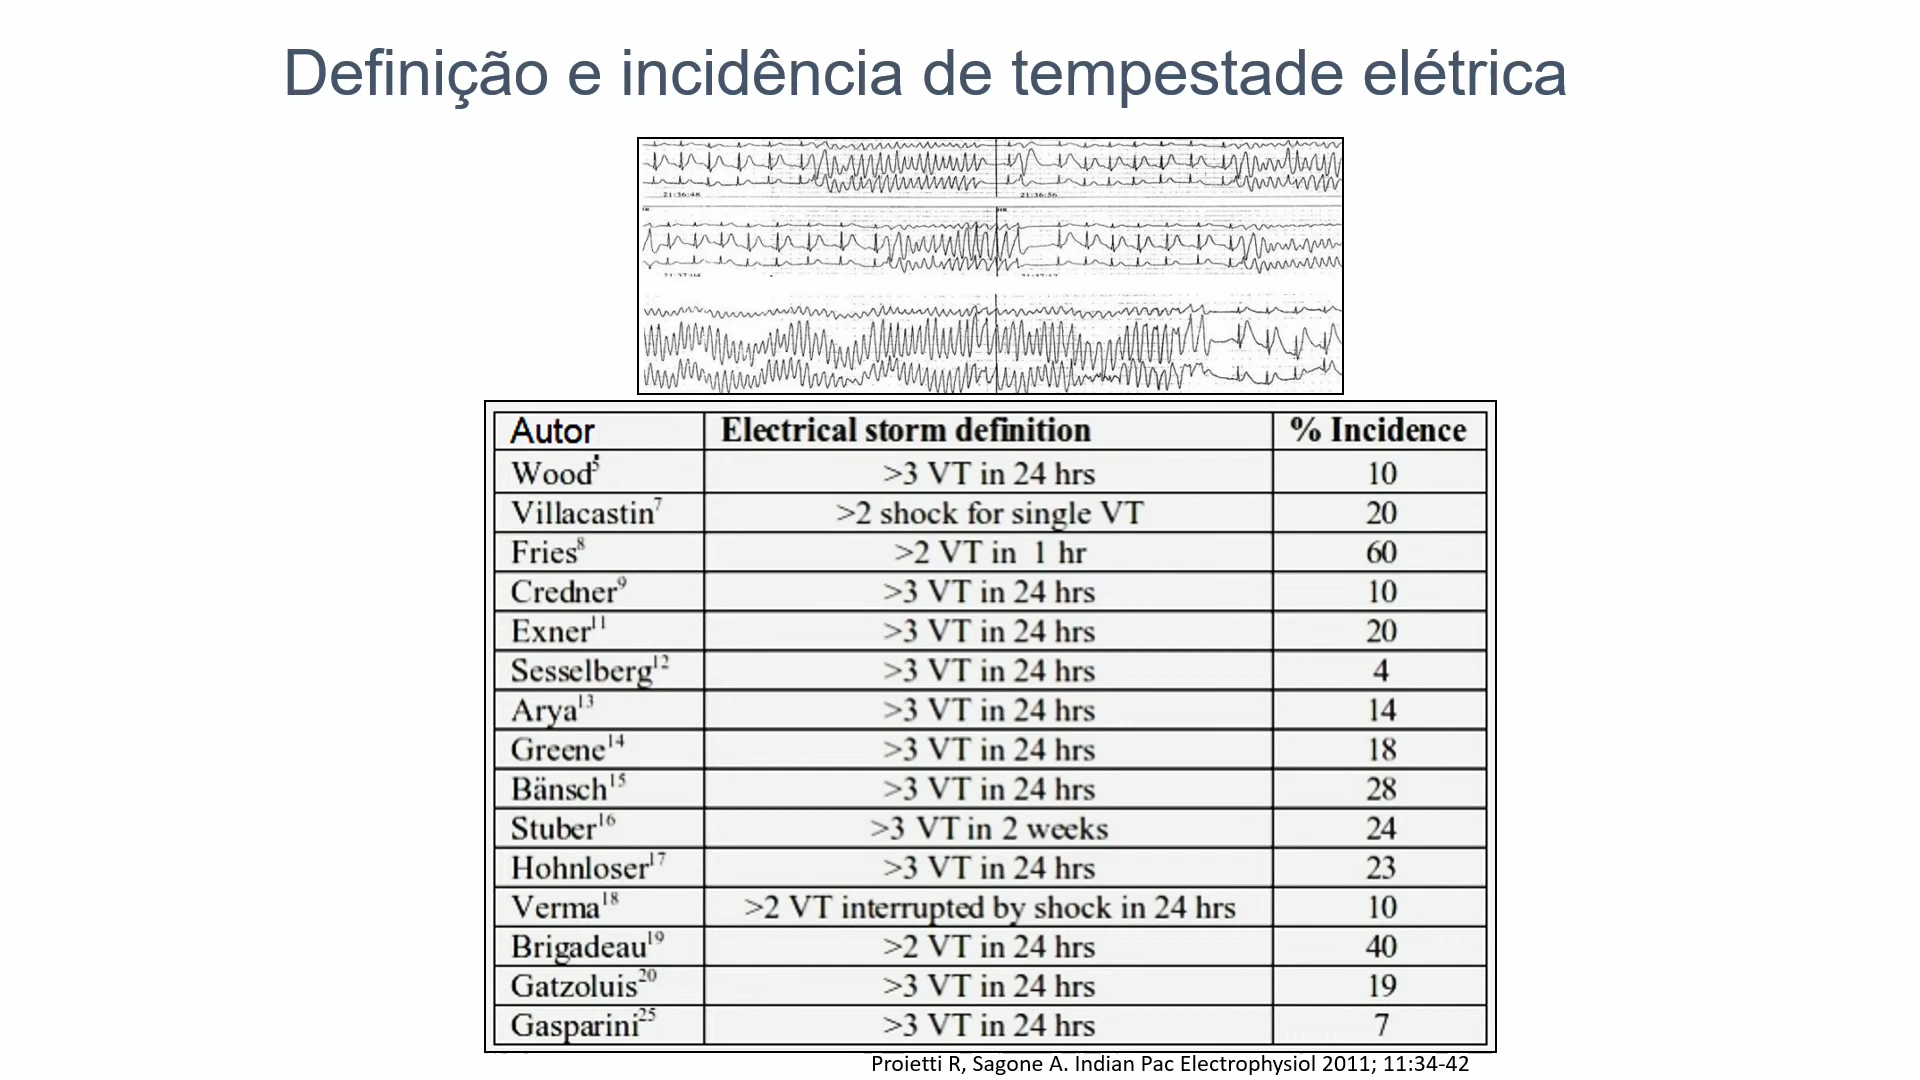 Definição e incidência de tempestade elétrica
21:36:48 21:36:56
Autor Electrical storm definition % Incidence
Wood5 >3 VT in 24 hrs 10
Villacastin7 >2 shock for single VT 20
Fries8 >2 VT in 1 hr 60
Credner9 >3 VT in 24 hrs 10
Exner11 >3 VT in 24 hrs 20
Sesselberg12 >3 VT in 24 hrs 4
Arya13 >3 VT in 24 hrs 14
Greene14 >3 VT in 24 hrs 18
Bänsch15 >3 VT in 24 hrs 28
Stuber16 >3 VT in 2 weeks 24
Hohnloser17 >3 VT in 24 hrs 23
Verma18 >2 VT interrupted by shock in 24 hrs 10
Brigadeau19 >2 VT in 24 hrs 40
Gatzoluis20 >3 VT in 24 hrs 19
Gasparini25 >3 VT in 24 hrs 7
Proietti R, Sagone A. Indian Pac Electrophysiol 2011; 11:34-42